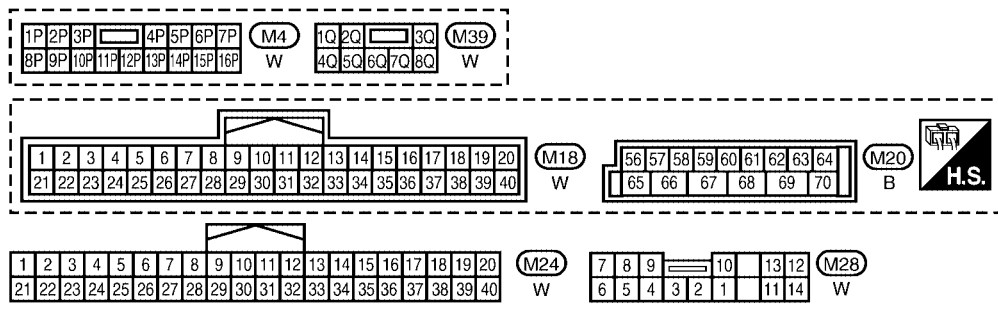 1P 2P 3P 4P 5P 6P 7P M4
8P 9P 10P 11P 12P 13P 14P 15P 16P W
1Q 2Q 3Q M39
4Q 5Q 6Q 7Q 8Q W
1 2 3 4 5 6 7 8 9 10 11 12 13 14 15 16 17 18 19 20 M18
21 22 23 24 25 26 27 28 29 30 31 32 33 34 35 36 37 38 39 40 W
56 57 58 59 60 61 62 63 64 M20
65 66 67 68 69 70 B
H.S.
1 2 3 4 5 6 7 8 9 10 11 12 13 14 15 16 17 18 19 20 M24
21 22 23 24 25 26 27 28 29 30 31 32 33 34 35 36 37 38 39 40 W
7 8 9 10 13 12 M28
6 5 4 3 2 1 11 14 W